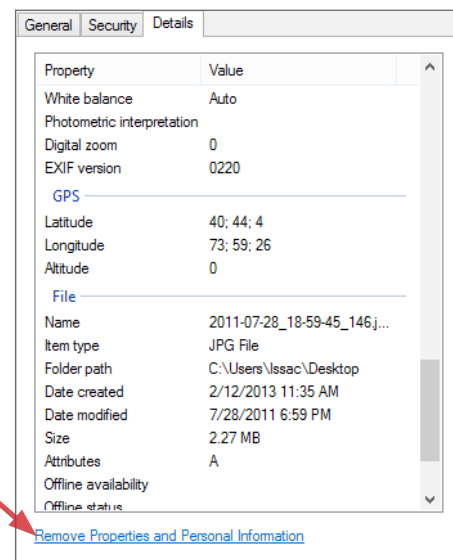 General Security Details
Property Value
White balance Auto
Photometric interpretation
Digital zoom 0
EXIF version 0220
GPS
Latitude 40; 44; 4
Longitude 73; 59; 26
Altitude 0
File
Name 2011-07-28_18-59-45_146.j...
Item type JPG File
Folder path C:\Users\Issac\Desktop
Date created 2/12/2013 11:35 AM
Date modified 7/28/2011 6:59 PM
Size 2.27 MB
Attributes A
Offline availability
Offline status
Remove Properties and Personal Information